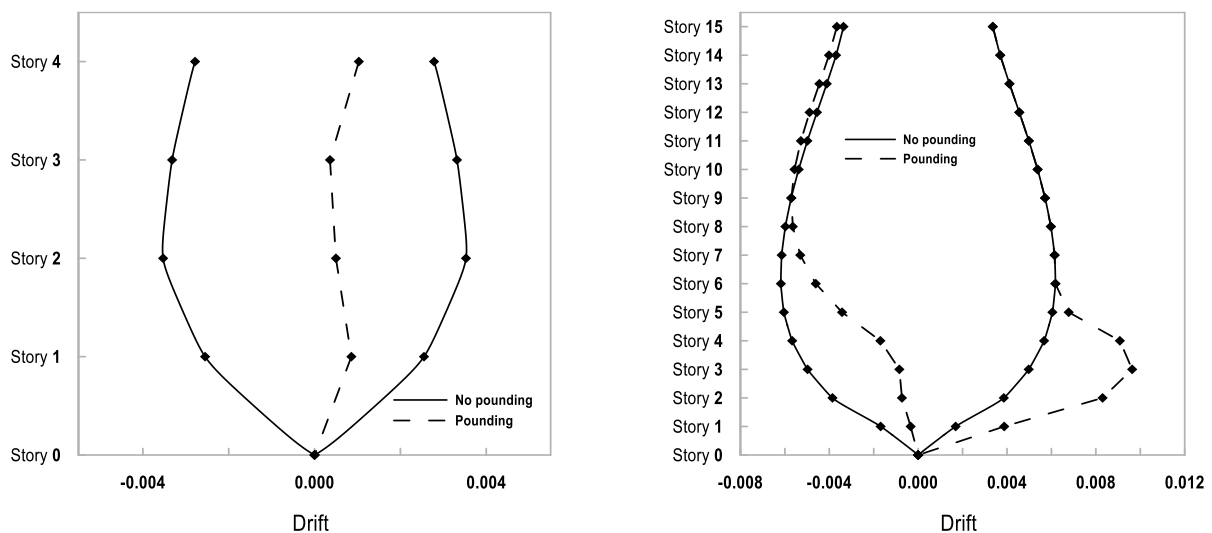 Story 4
Story 3
Story 2
Story 1
Story 0
No pounding
Pounding
-0.004
0.000
0.004
Drift
Story 15
Story 14
Story 13
Story 12
Story 11
Story 10
Story 9
Story 8
Story 7
Story 6
Story 5
Story 4
Story 3
Story 2
Story 1
Story 0
No pounding
Pounding
-0.008
-0.004
0.000
0.004
0.008
0.012
Drift